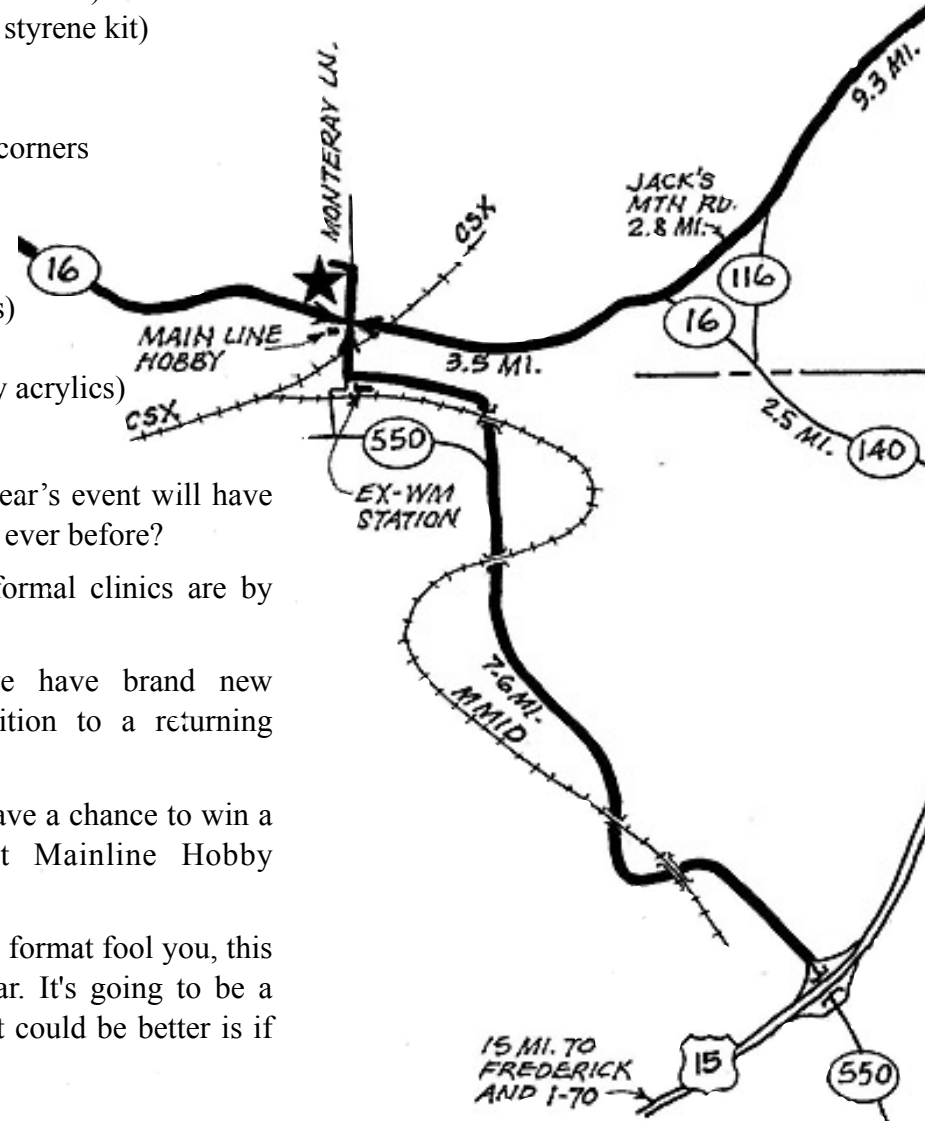 styrene kit)
corners
s)
y acrylics)
ear’s event will have
ever before?
formal clinics are by
e have brand new
ition to a returning
ave a chance to win a
t Mainline Hobby
format fool you, this
ar. It's going to be a
t could be better is if
MONTERAY LN.
CSX
9.3 MI.
JACK'S
MTN RD.
2.8 MI.
16
116
16
MAIN LINE
HOBBY
3.5 MI.
2.5 MI.
140
CSX
550
EX-WM
STATION
7.6 MI.
MMID
15 MI. TO
FREDERICK
AND I-70
15
550